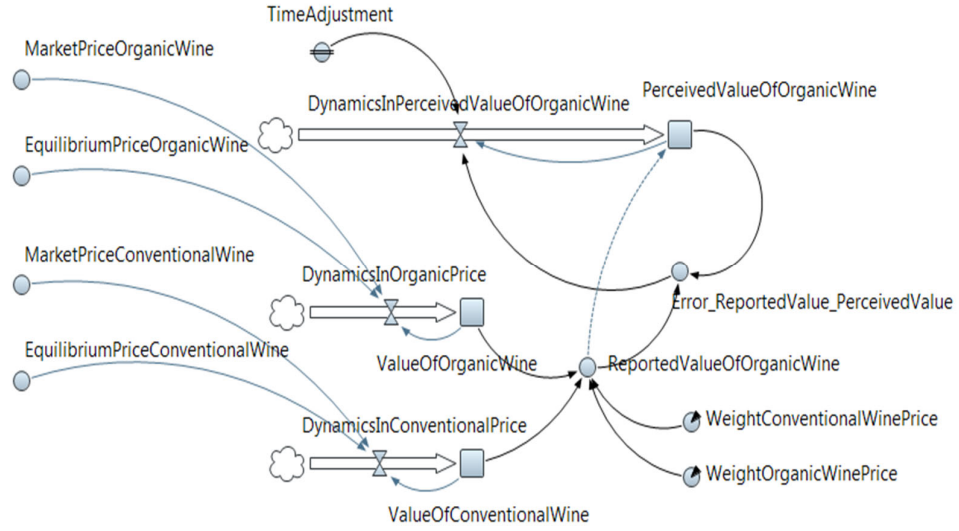 TimeAdjustment
MarketPriceOrganicWine
DynamicsInPerceivedValueOfOrganicWine
PerceivedValueOfOrganicWine
EquilibriumPriceOrganicWine
MarketPriceConventionalWine
DynamicsInOrganicPrice
Error_ReportedValue_PerceivedValue
EquilibriumPriceConventionalWine
ValueOfOrganicWine
ReportedValueOfOrganicWine
DynamicsInConventionalPrice
WeightConventionalWinePrice
WeightOrganicWinePrice
ValueOfConventionalWine